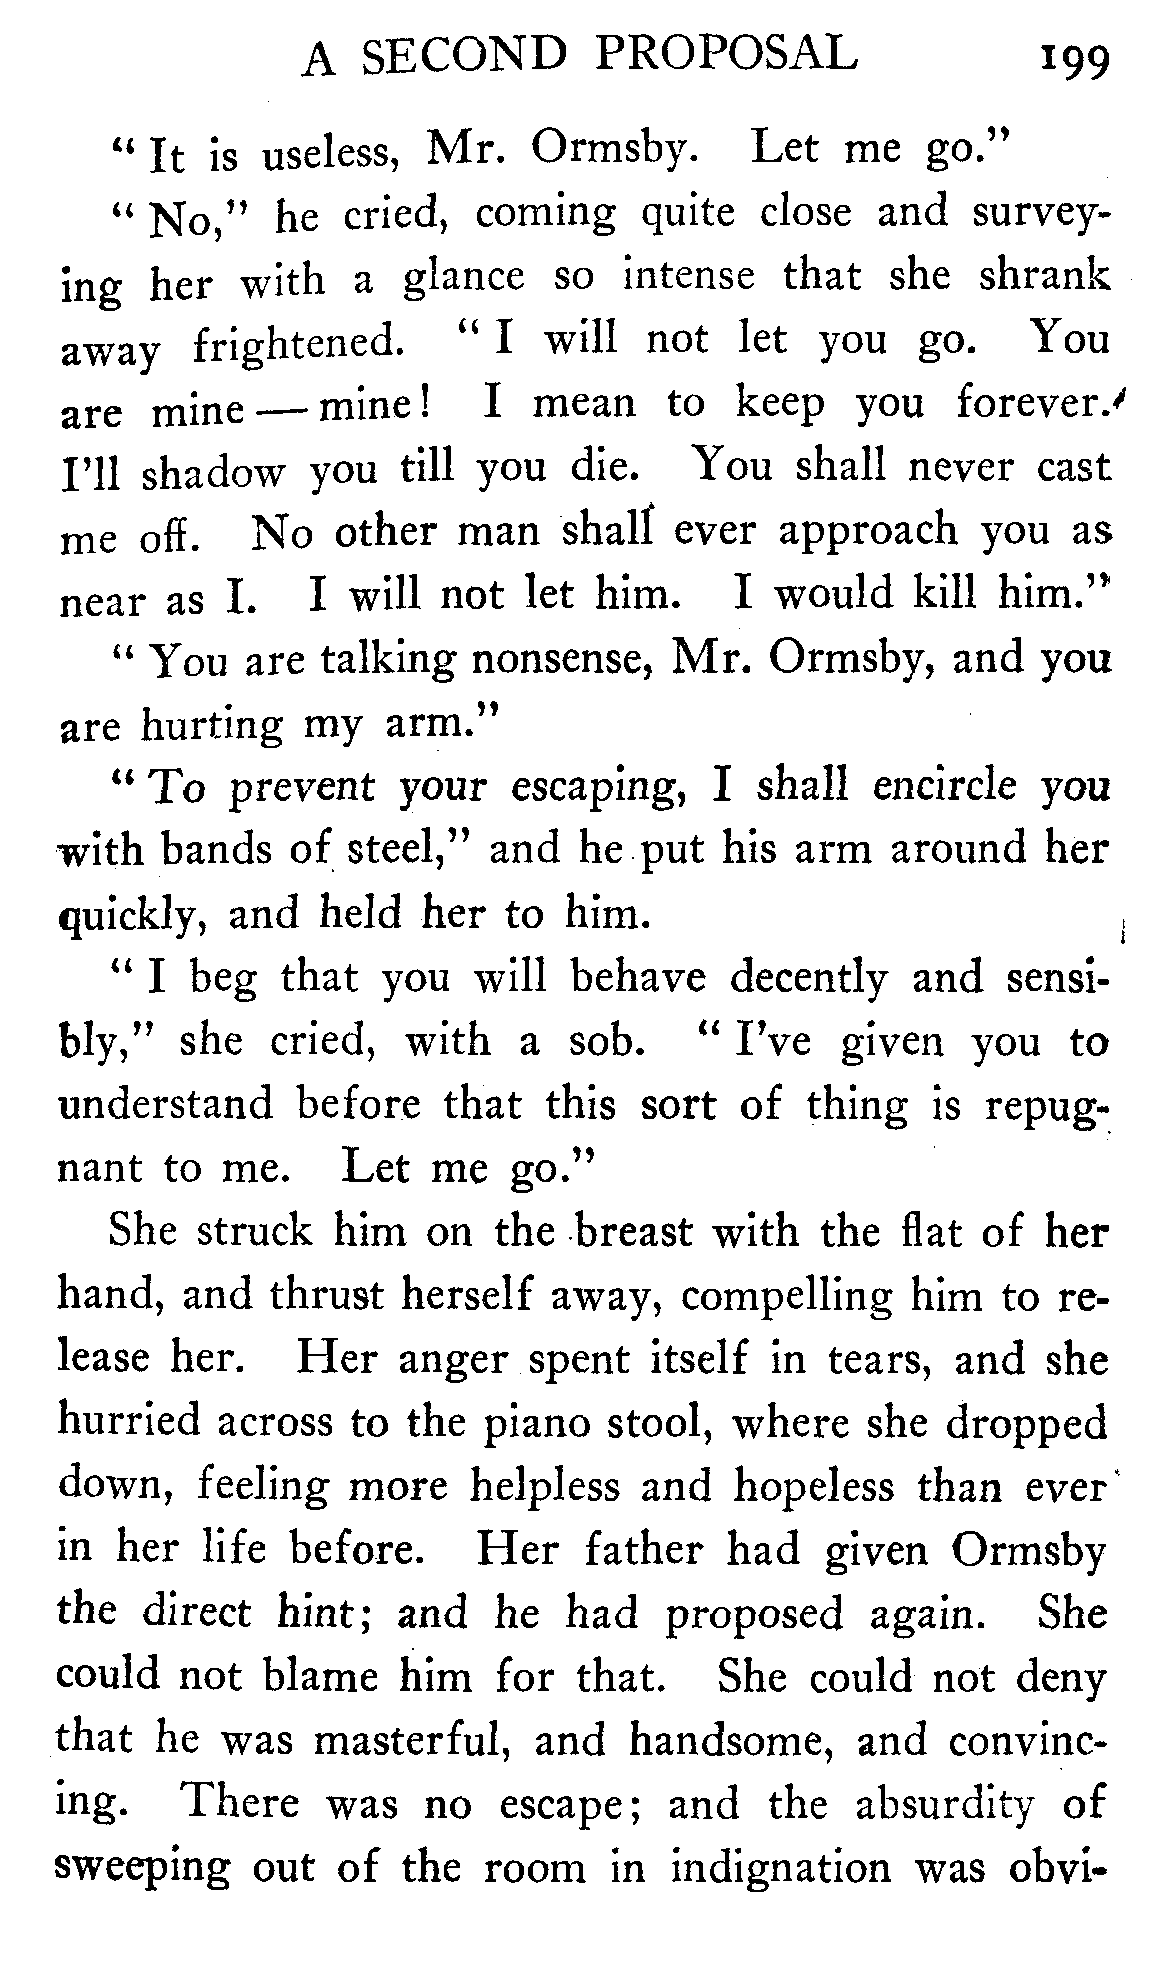 A SECOND PROPOSAL 199
“ It is useless, Mr. Ormsby. Let me go.”
“ No,” he cried, coming quite close and survey-
ing her with a glance so intense that she shrank
away frightened. “ I will not let you go. You
are mine — mine! I mean to keep you forever.
I’ll shadow you till you die. You shall never cast
me off. No other man shall ever approach you as
near as I. I will not let him. I would kill him.”
“ You are talking nonsense, Mr. Ormsby, and you
are hurting my arm.”
“ To prevent your escaping, I shall encircle you
with bands of steel,” and he put his arm around her
quickly, and held her to him.
“ I beg that you will behave decently and sensi-
bly,” she cried, with a sob. “ I’ve given you to
understand before that this sort of thing is repug-
nant to me. Let me go.”
She struck him on the breast with the flat of her
hand, and thrust herself away, compelling him to re-
lease her. Her anger spent itself in tears, and she
hurried across to the piano stool, where she dropped
down, feeling more helpless and hopeless than ever
in her life before. Her father had given Ormsby
the direct hint; and he had proposed again. She
could not blame him for that. She could not deny
that he was masterful, and handsome, and convinc-
ing. There was no escape; and the absurdity of
sweeping out of the room in indignation was obvi-